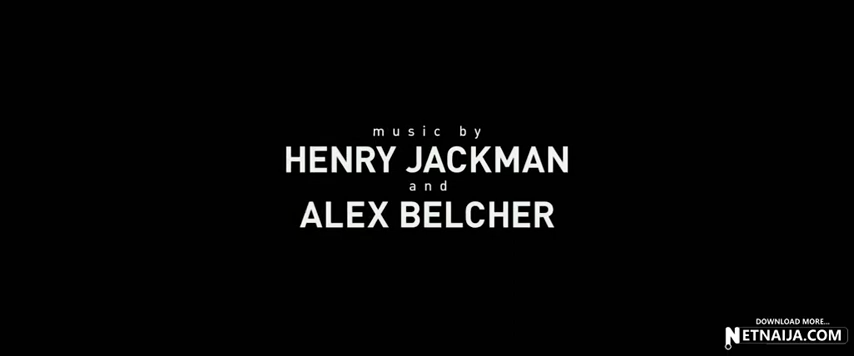 music by
HENRY JACKMAN
and
ALEX BELCHER
DOWNLOAD MORE...
NETNAIJA.COM